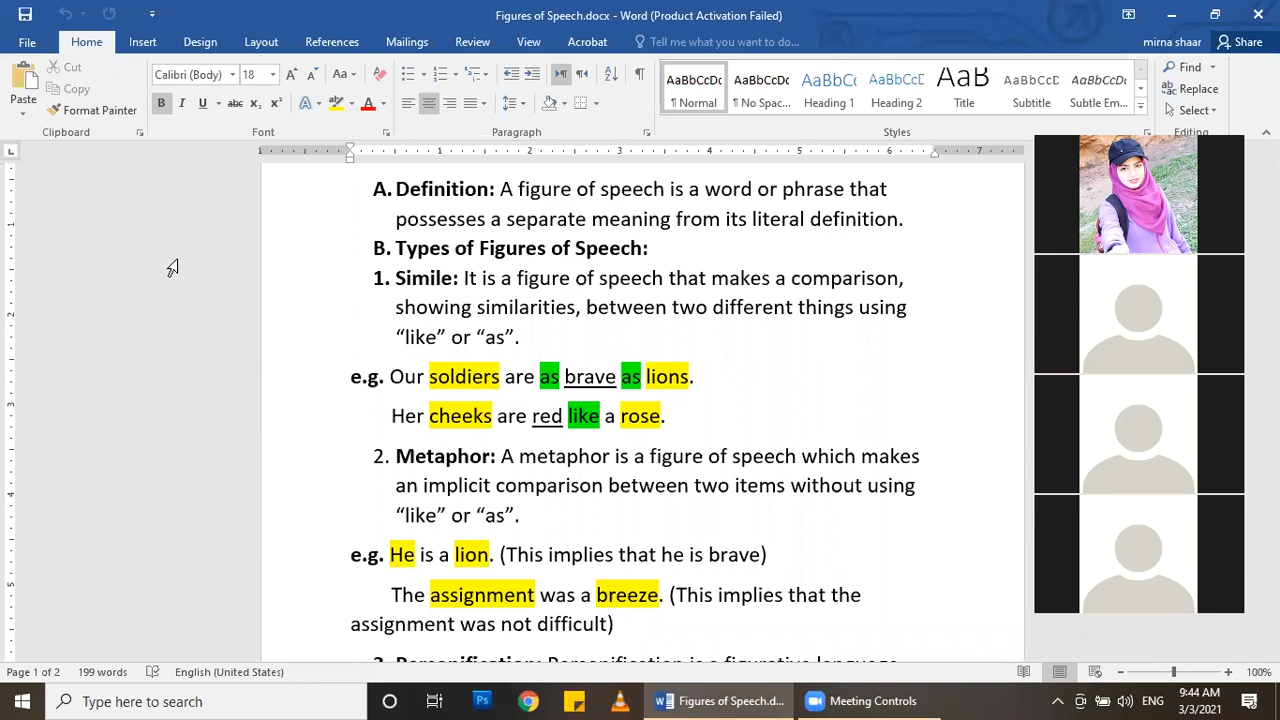 Figures of Speech.docx - Word (Product Activation Failed)
File Home Insert Design Layout References Mailings Review View Acrobat Tell me what you want to do... mirna shaar Share
Cut
Copy
Format Painter
Paste
Calibri (Body) 18
¶ Normal ¶ No Spac... Heading 1 Heading 2 Title Subtitle Subtle Em...
Find
Replace
Select
Clipboard Font Paragraph Styles Editing
A. Definition: A figure of speech is a word or phrase that
possesses a separate meaning from its literal definition.
B. Types of Figures of Speech:
1. Simile: It is a figure of speech that makes a comparison,
showing similarities, between two different things using
“like” or “as”.
e.g. Our soldiers are as brave as lions.
Her cheeks are red like a rose.
2. Metaphor: A metaphor is a figure of speech which makes
an implicit comparison between two items without using
“like” or “as”.
e.g. He is a lion. (This implies that he is brave)
The assignment was a breeze. (This implies that the
assignment was not difficult)
3. Personification: Personification is a figurative language
Page 1 of 2 199 words English (United States) 100%
Type here to search
Figures of Speech.d...
Meeting Controls
ENG
9:44 AM
3/3/2021